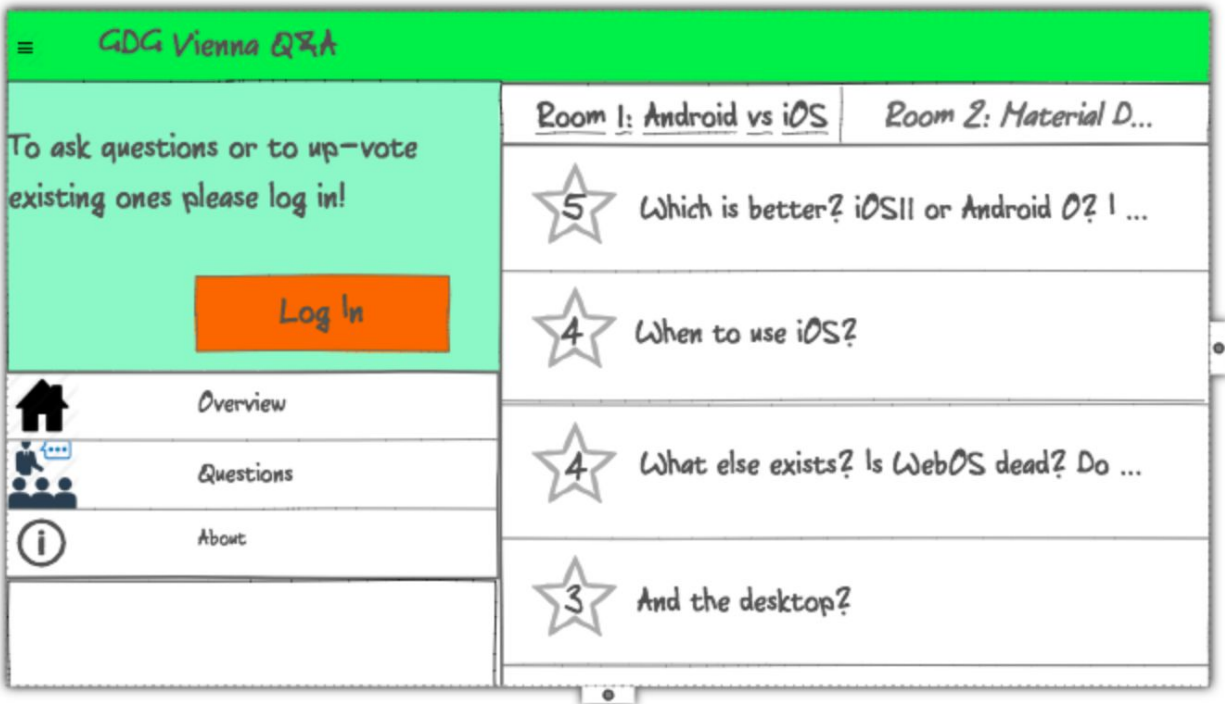 GDG Vienna Q&A
To ask questions or to up-vote
existing ones please log in!
Log In
Overview
Questions
About
Room 1: Android vs iOS
Room 2: Material D...
5
Which is better? iOS11 or Android O? I ...
4
When to use iOS?
4
What else exists? Is WebOS dead? Do ...
3
And the desktop?